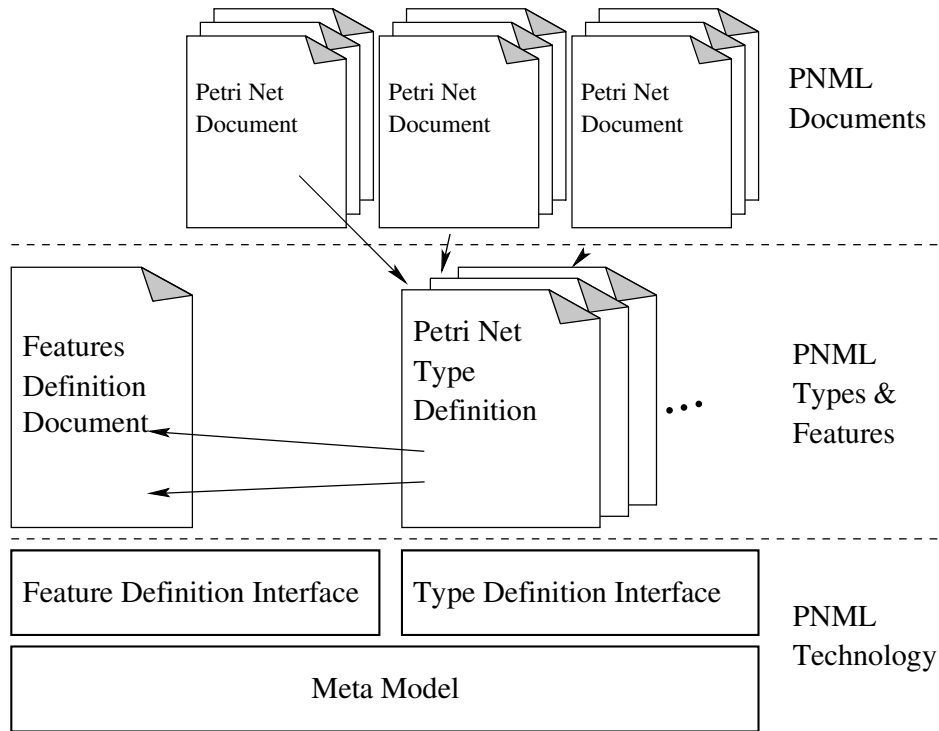 Petri Net
Document
Petri Net
Document
Petri Net
Document
PNML
Documents
Features
Definition
Document
Petri Net
Type
Definition
PNML
Types &
Features
Feature Definition Interface
Type Definition Interface
Meta Model
PNML
Technology